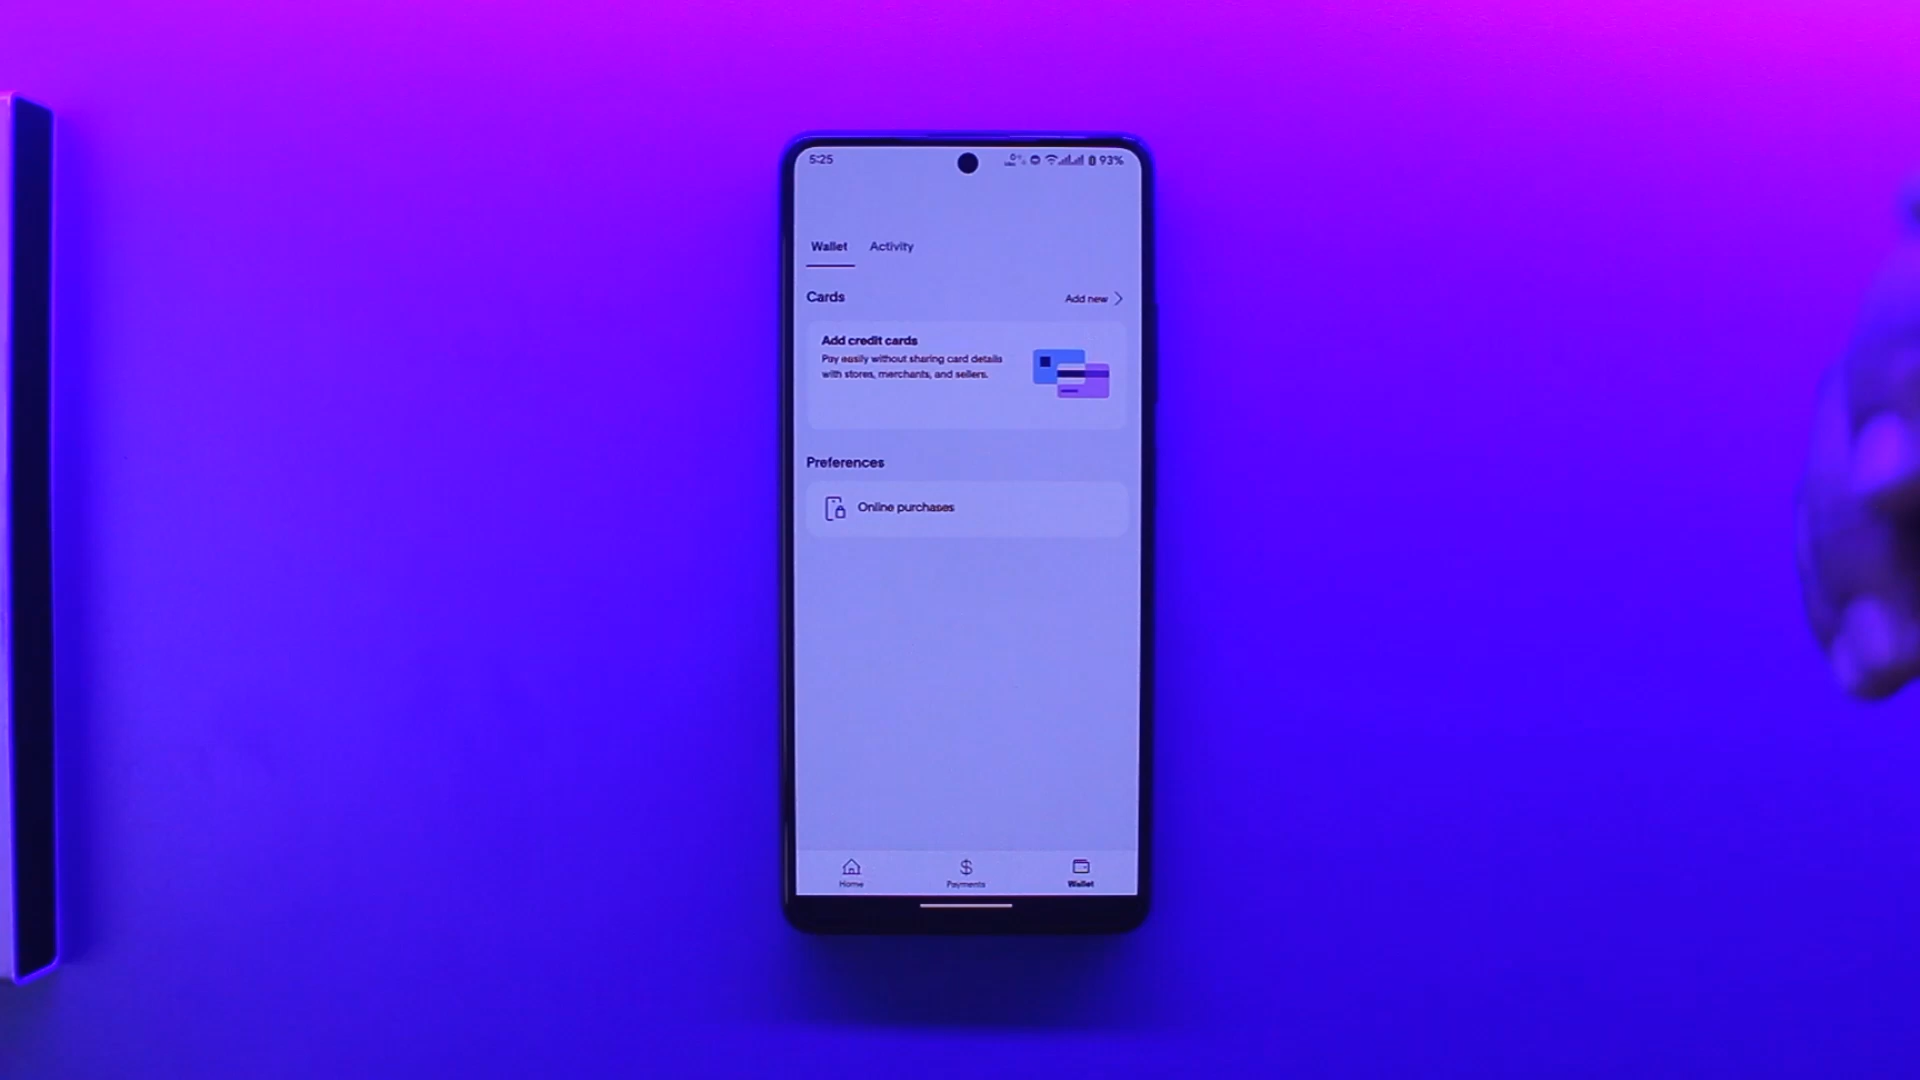 5:25
93%
Wallet Activity
Cards
Add new
Add credit cards
Pay easily without sharing card details
with stores, merchants, and sellers.
Preferences
Online purchases
Home Payments Wallet